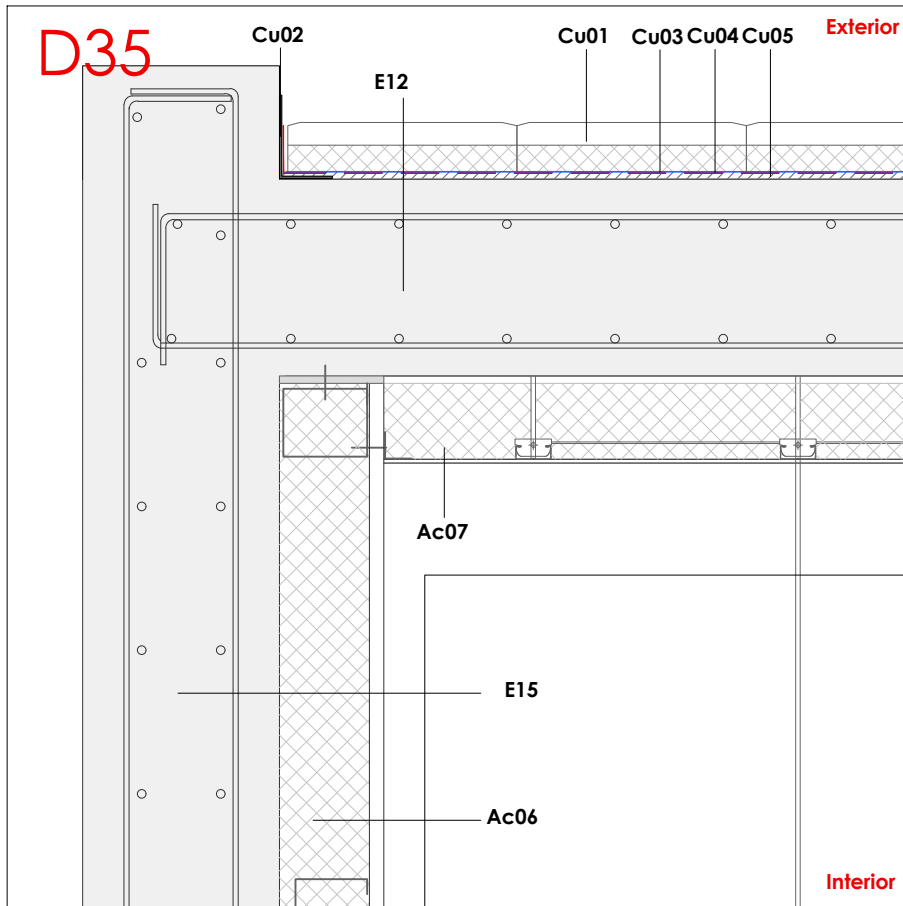 D35
Cu02
Cu01 Cu03 Cu04 Cu05
Exterior
E12
Ac07
E15
Ac06
Interior